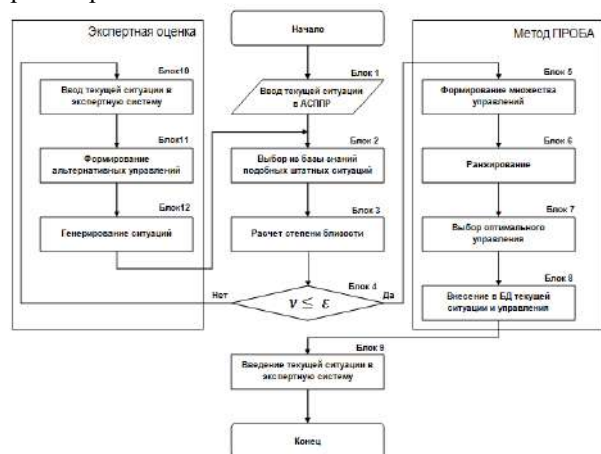 Экспертная оценка
Начало
Метод ПРОБА
Блок10
Ввод текущей ситуации в
экспертную систему
Блок11
Формирование
альтернативных управлений
Блок12
Генерирование ситуаций
Блок 1
Ввод текущей ситуации
в АСППР
Блок 2
Выбор из базы знаний
подобных штатных ситуаций
Блок 3
Расчет степени близости
Блок 4
Нет
ν ≤ ε
Да
Блок 5
Формирование множества
управлений
Блок 6
Ранжирование
Блок 7
Выбор оптимального
управления
Блок 8
Внесение в БД текущей
ситуации и управления
Блок 9
Введение текущей ситуации в
экспертную систему
Конец